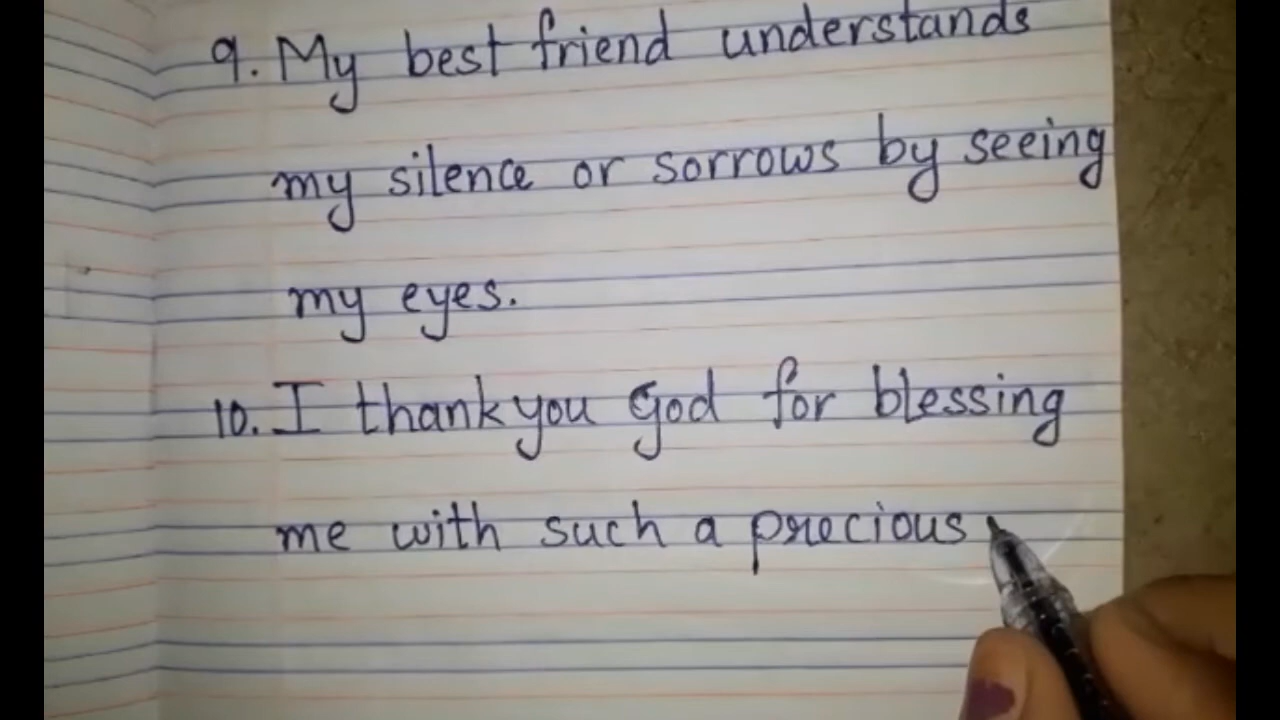 9. My best friend understands
my silence or sorrows by seeing
my eyes.
10. I thank you God for blessing
me with such a precious